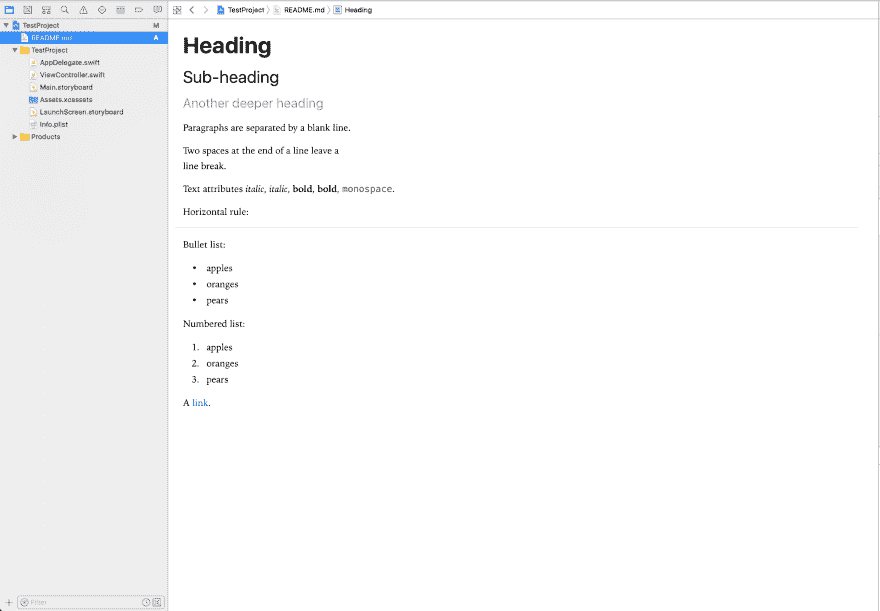 TestProject
M
README.md
A
TestProject
AppDelegate.swift
ViewController.swift
Main.storyboard
Assets.xcassets
LaunchScreen.storyboard
Info.plist
Products
Filter
TestProject README.md Heading
Heading
Sub-heading
Another deeper heading
Paragraphs are separated by a blank line.
Two spaces at the end of a line leave a
line break.
Text attributes italic, italic, bold, bold, monospace.
Horizontal rule:
Bullet list:
• apples
• oranges
• pears
Numbered list:
1. apples
2. oranges
3. pears
A link.